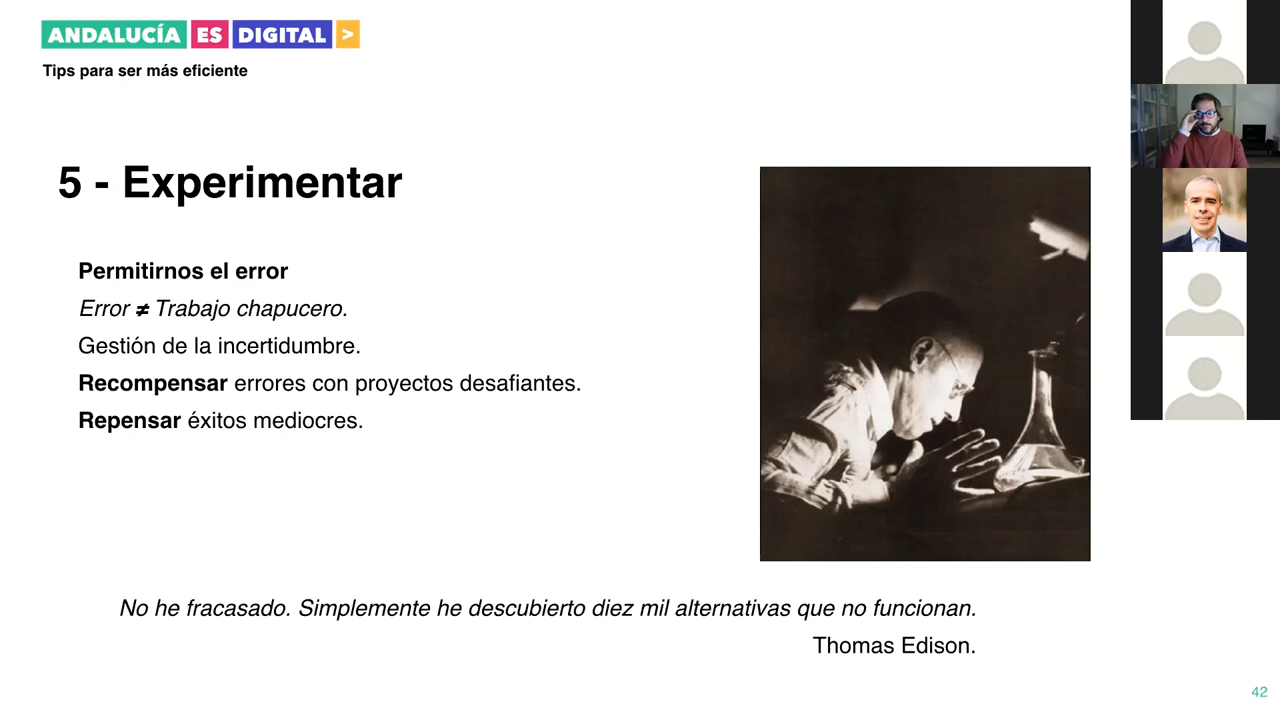 ANDALUCÍA ES DIGITAL >
Tips para ser más eficiente
5 - Experimentar
Permitirnos el error
Error ≠ Trabajo chapucero.
Gestión de la incertidumbre.
Recompensar errores con proyectos desafiantes.
Repensar éxitos mediocres.
No he fracasado. Simplemente he descubierto diez mil alternativas que no funcionan.
Thomas Edison.
42